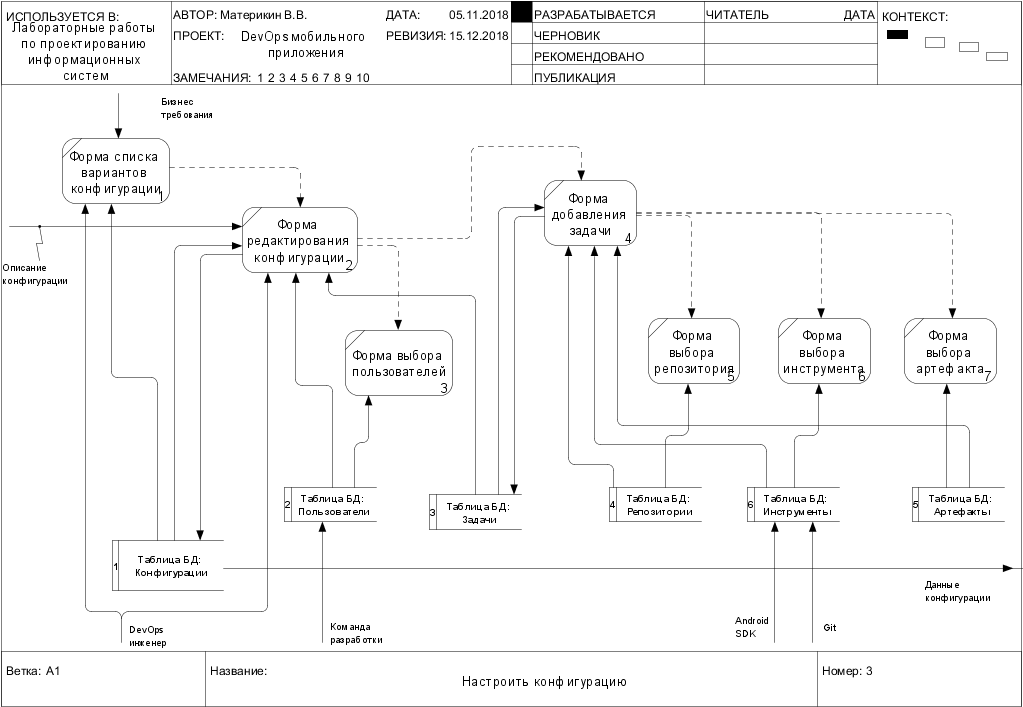 ИСПОЛЬЗУЕТСЯ В:
Лабораторные работы
по проектированию
информационных
систем
АВТОР: Материкин В.В.
ДАТА: 05.11.2018
ПРОЕКТ: DevOps мобильного
приложения
РЕВИЗИЯ: 15.12.2018
ЗАМЕЧАНИЯ: 1 2 3 4 5 6 7 8 9 10
РАЗРАБАТЫВАЕТСЯ
ЧЕРНОВИК
РЕКОМЕНДОВАНО
ПУБЛИКАЦИЯ
ЧИТАТЕЛЬ ДАТА
КОНТЕКСТ:
Бизнес
требования
Форма списка
вариантов
конфигурации
1
Форма
редактирования
конфигурации
2
Форма
добавления
задачи
4
Описание
конфигурации
Форма выбора
пользователей
3
Форма
выбора
репозитория
5
Форма
выбора
инструмента
6
Форма
выбора
артефакта
7
2
Таблица БД:
Пользователи
3
Таблица БД:
Задачи
4
Таблица БД:
Репозитории
6
Таблица БД:
Инструменты
5
Таблица БД:
Артефакты
1
Таблица БД:
Конфигурации
Данные
конфигурации
DevOps
инженер
Команда
разработки
Android
SDK
Git
Ветка: A1
Название:
Настроить конфигурацию
Номер: 3